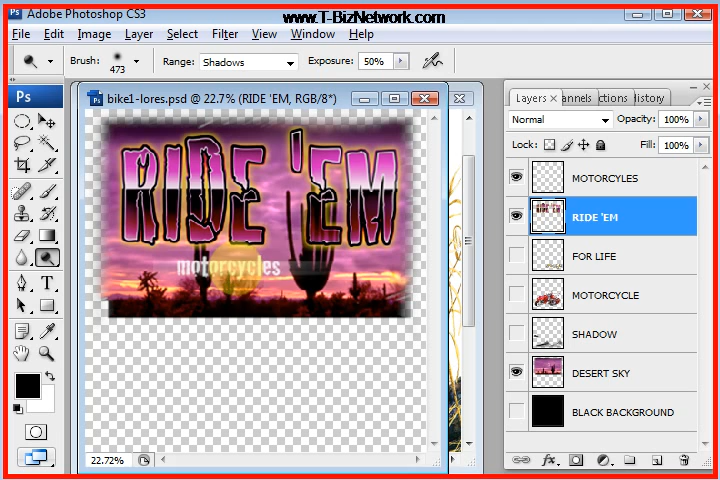 Adobe Photoshop CS3
www.T-BizNetwork.com
File Edit Image Layer Select Filter View Window Help
Brush: 473 Range: Shadows Exposure: 50%
Ps
bike1-lores.psd @ 22.7% (RIDE 'EM, RGB/8*)
RIDE 'EM
motorcycles
22.72%
Layers annels ctions History
Normal Opacity: 100%
Lock: Fill: 100%
MOTORCYLES
RIDE 'EM
FOR LIFE
MOTORCYCLE
SHADOW
DESERT SKY
BLACK BACKGROUND